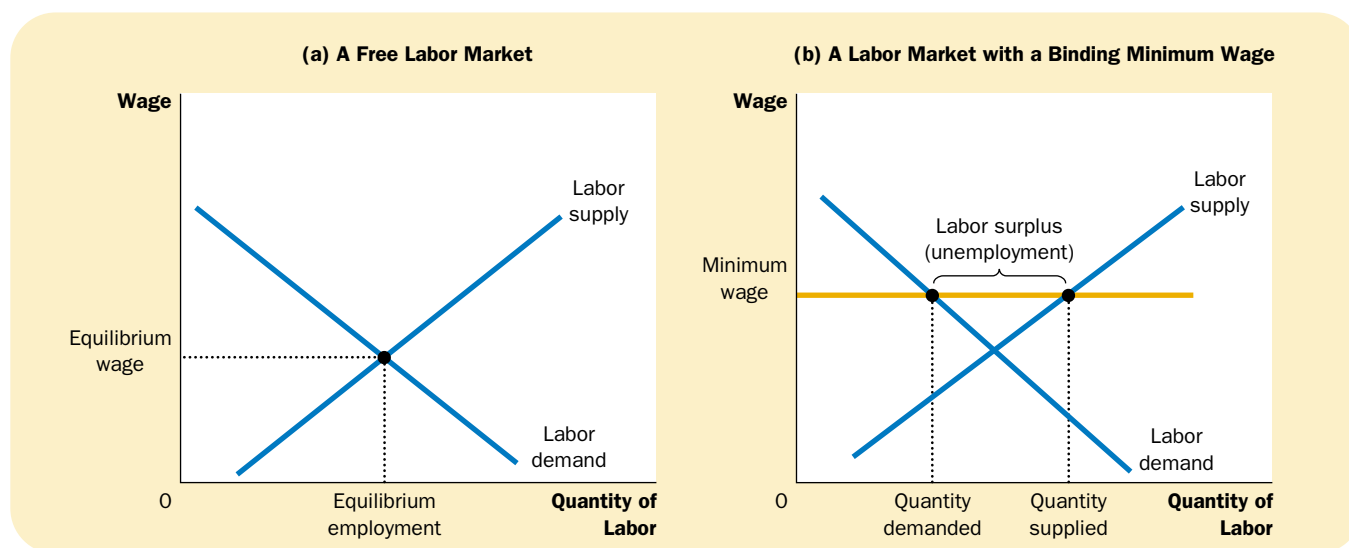 (a) A Free Labor Market
Wage
Labor
supply
Equilibrium
wage
Labor
demand
0
Equilibrium
employment
Quantity of
Labor
(b) A Labor Market with a Binding Minimum Wage
Wage
Labor
supply
Labor surplus
(unemployment)
Minimum
wage
Labor
demand
0
Quantity
demanded
Quantity
supplied
Quantity of
Labor